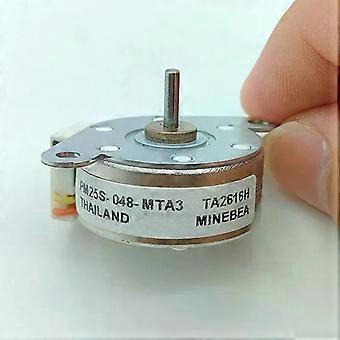 PM25S-048-MTA3 TA2616H
THAILAND MINEBEA